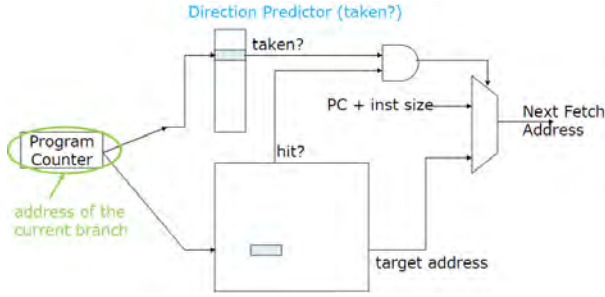 Direction Predictor (taken?)
taken?
PC + inst size
Next Fetch
Address
Program
Counter
hit?
address of the
current branch
target address